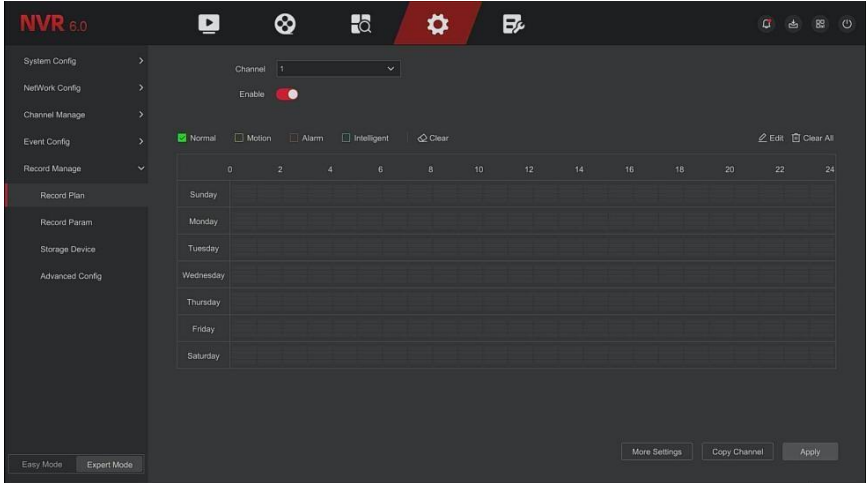 NVR 6.0
System Config
NetWork Config
Channel Manage
Event Config
Record Manage
Record Plan
Record Param
Storage Device
Advanced Config
Easy Mode Expert Mode
Channel 1
Enable
Normal Motion Alarm Intelligent Clear Edit Clear All
0 2 4 6 8 10 12 14 16 18 20 22 24
Sunday
Monday
Tuesday
Wednesday
Thursday
Friday
Saturday
More Settings Copy Channel Apply